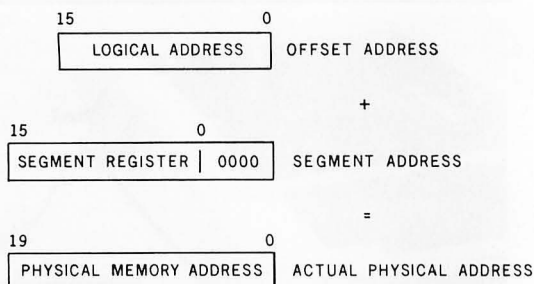 15 0
LOGICAL ADDRESS OFFSET ADDRESS
+
15 0
SEGMENT REGISTER | 0000 SEGMENT ADDRESS
=
19 0
PHYSICAL MEMORY ADDRESS ACTUAL PHYSICAL ADDRESS